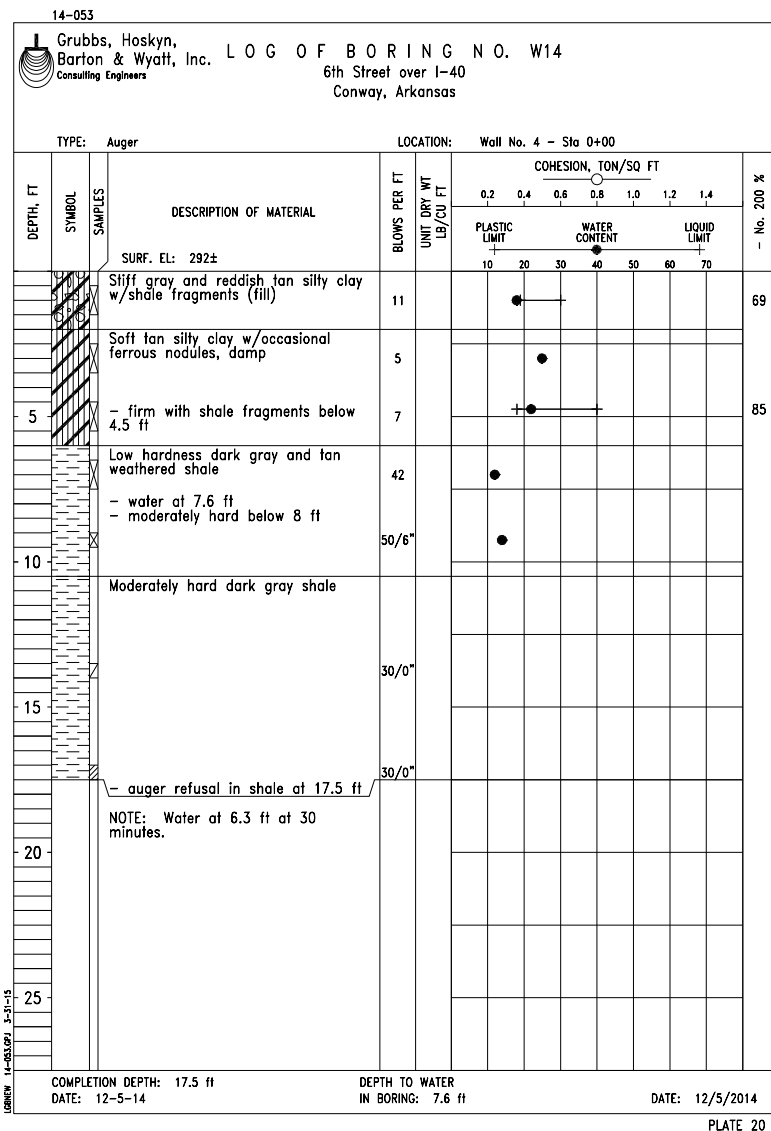 14-053
Grubbs, Hoskyn,
Barton & Wyatt, Inc.
Consulting Engineers
LOG OF BORING NO. W14
6th Street over I-40
Conway, Arkansas
TYPE: Auger
LOCATION: Wall No. 4 - Sta 0+00
DEPTH, FT
SYMBOL
SAMPLES
DESCRIPTION OF MATERIAL
SURF. EL: 292±
BLOWS PER FT
UNIT DRY WT
LB/CU FT
COHESION, TON/SQ FT
0.2 0.4 0.6 0.8 1.0 1.2 1.4
PLASTIC LIMIT
WATER CONTENT
LIQUID LIMIT
10 20 30 40 50 60 70
- No. 200 %
Stiff gray and reddish tan silty clay
w/shale fragments (fill)
11
69
Soft tan silty clay w/occasional
ferrous nodules, damp
5
5
- firm with shale fragments below
4.5 ft
7
85
Low hardness dark gray and tan
weathered shale
42
- water at 7.6 ft
- moderately hard below 8 ft
50/6"
10
Moderately hard dark gray shale
30/0"
15
30/0"
- auger refusal in shale at 17.5 ft
NOTE: Water at 6.3 ft at 30
minutes.
20
25
LGBNEW 14-053.GPJ 3-31-15
COMPLETION DEPTH: 17.5 ft
DATE: 12-5-14
DEPTH TO WATER
IN BORING: 7.6 ft
DATE: 12/5/2014
PLATE 20